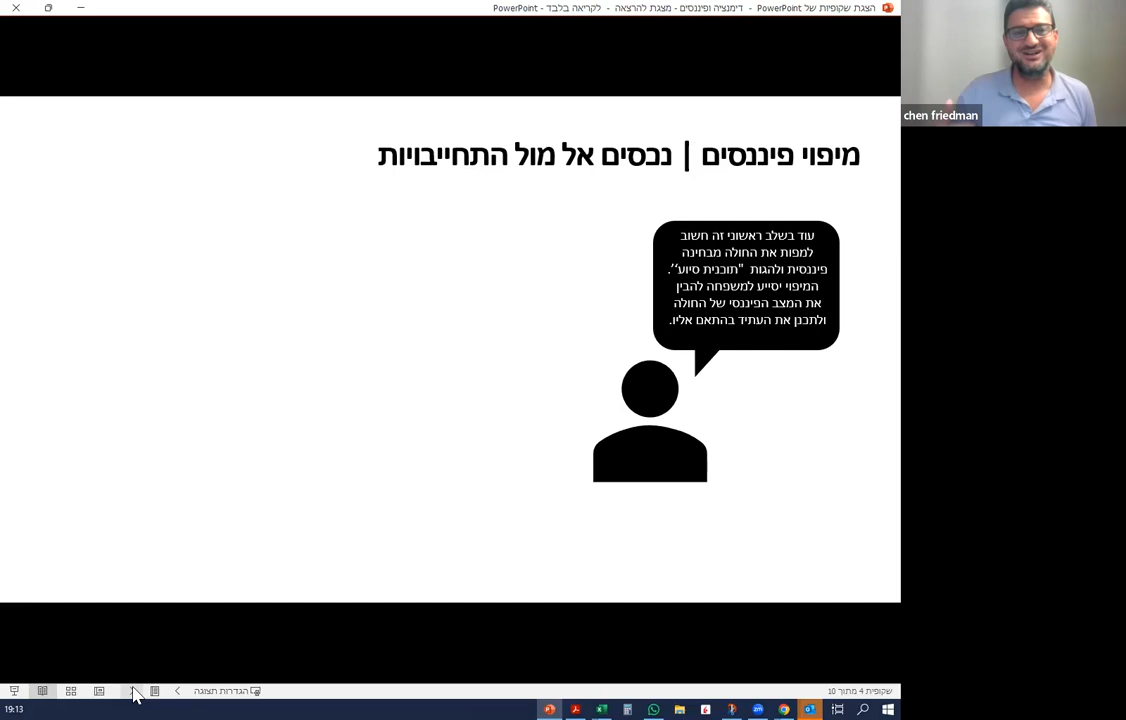 הצגת שקופיות של PowerPoint - דימנציה ופיננסים - מצגת להרצאה - לקריאה בלבד - PowerPoint
chen friedman
מיפוי פיננסים | נכסים אל מול התחייבויות
עוד בשלב ראשוני זה חשוב
למפות את החולה מבחינה
פיננסית ולהגות "תוכנית סיוע״.
המיפוי יסייע למשפחה להבין
את המצב הפיננסי של החולה
ולתכנן את העתיד בהתאם אליו.
שקופית 4 מתוך 10
הגדרות תצוגה
19:13